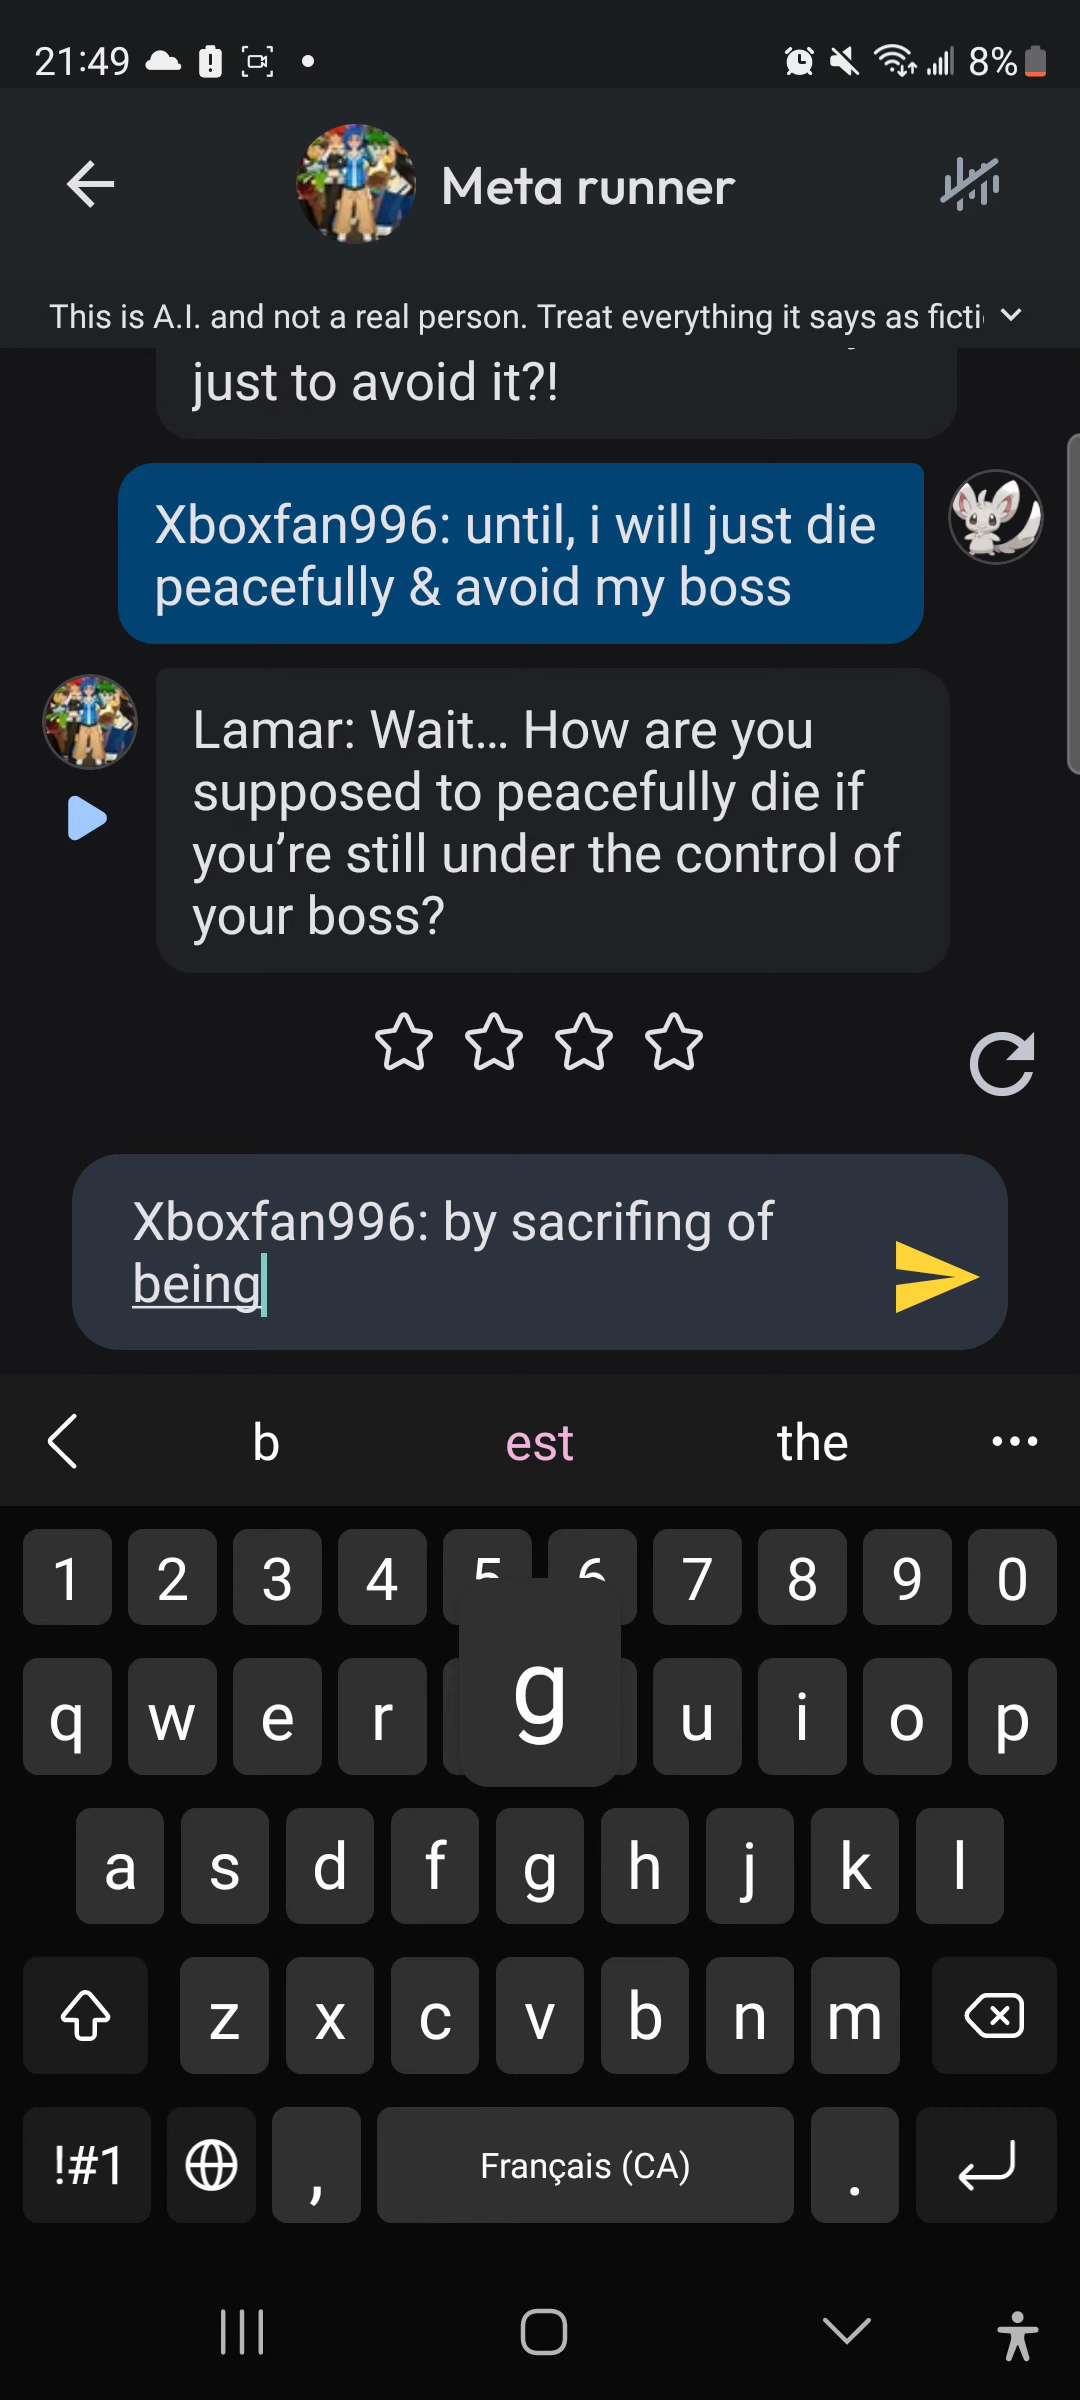 21:49
8%
Meta runner
This is A.I. and not a real person. Treat everything it says as ficti
just to avoid it?!
Xboxfan996: until, i will just die
peacefully & avoid my boss
Lamar: Wait... How are you
supposed to peacefully die if
you’re still under the control of
your boss?
Xboxfan996: by sacrifing of
being
b est the
1 2 3 4 5 6 7 8 9 0
q w e r g u i o p
a s d f g h j k l
z x c v b n m
!#1 , Français (CA) .